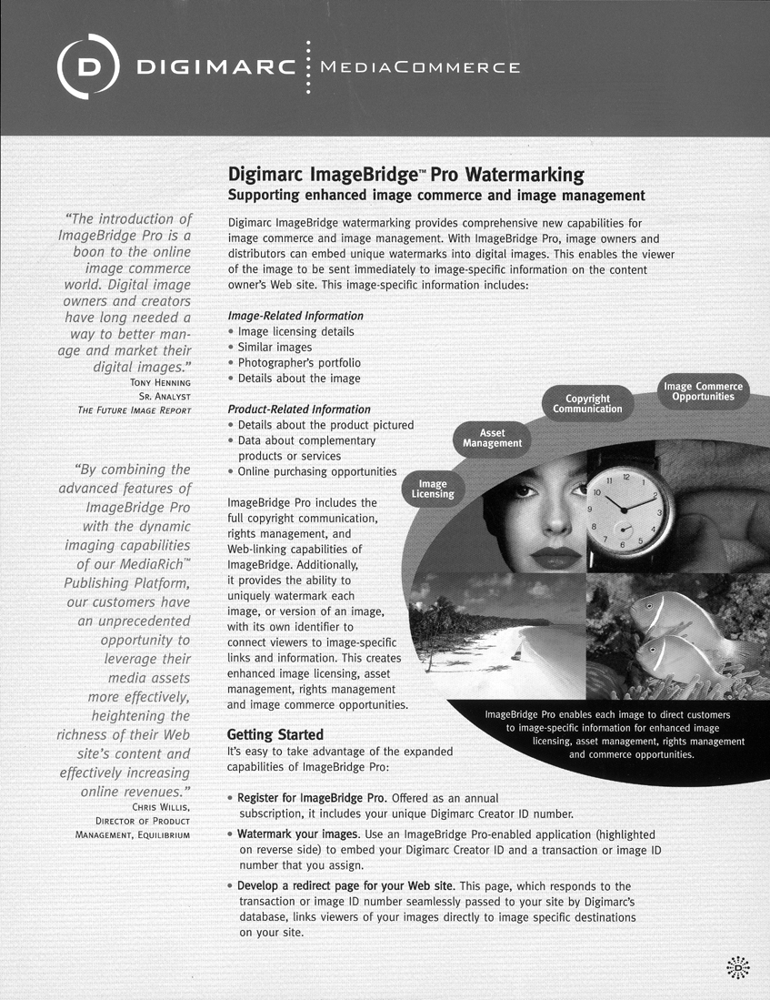 DIGIMARC MEDIACOMMERCE
Digimarc ImageBridge™ Pro Watermarking
Supporting enhanced image commerce and image management
Digimarc ImageBridge watermarking provides comprehensive new capabilities for
image commerce and image management. With ImageBridge Pro, image owners and
distributors can embed unique watermarks into digital images. This enables the viewer
of the image to be sent immediately to image-specific information on the content
owner's Web site. This image-specific information includes:
Image-Related Information
• Image licensing details
• Similar images
• Photographer's portfolio
• Details about the image
Product-Related Information
• Details about the product pictured
• Data about complementary
products or services
• Online purchasing opportunities
ImageBridge Pro includes the
full copyright communication,
rights management, and
Web-linking capabilities of
ImageBridge. Additionally,
it provides the ability to
uniquely watermark each
image, or version of an image,
with its own identifier to
connect viewers to image-specific
links and information. This creates
enhanced image licensing, asset
management, rights management
and image commerce opportunities.
Getting Started
It's easy to take advantage of the expanded
capabilities of ImageBridge Pro:
• Register for ImageBridge Pro. Offered as an annual
subscription, it includes your unique Digimarc Creator ID number.
• Watermark your images. Use an ImageBridge Pro-enabled application (highlighted
on reverse side) to embed your Digimarc Creator ID and a transaction or image ID
number that you assign.
• Develop a redirect page for your Web site. This page, which responds to the
transaction or image ID number seamlessly passed to your site by Digimarc's
database, links viewers of your images directly to image specific destinations
on your site.
"The introduction of
ImageBridge Pro is a
boon to the online
image commerce
world. Digital image
owners and creators
have long needed a
way to better man-
age and market their
digital images."
TONY HENNING
SR. ANALYST
THE FUTURE IMAGE REPORT
"By combining the
advanced features of
ImageBridge Pro
with the dynamic
imaging capabilities
of our MediaRich™
Publishing Platform,
our customers have
an unprecedented
opportunity to
leverage their
media assets
more effectively,
heightening the
richness of their Web
site's content and
effectively increasing
online revenues."
CHRIS WILLIS,
DIRECTOR OF PRODUCT
MANAGEMENT, EQUILIBRIUM
Image
Licensing
Asset
Management
Copyright
Communication
Image Commerce
Opportunities
12
1
2
3
4
5
6
7
8
9
10
11
ImageBridge Pro enables each image to direct customers
to image-specific information for enhanced image
licensing, asset management, rights management
and commerce opportunities.
D